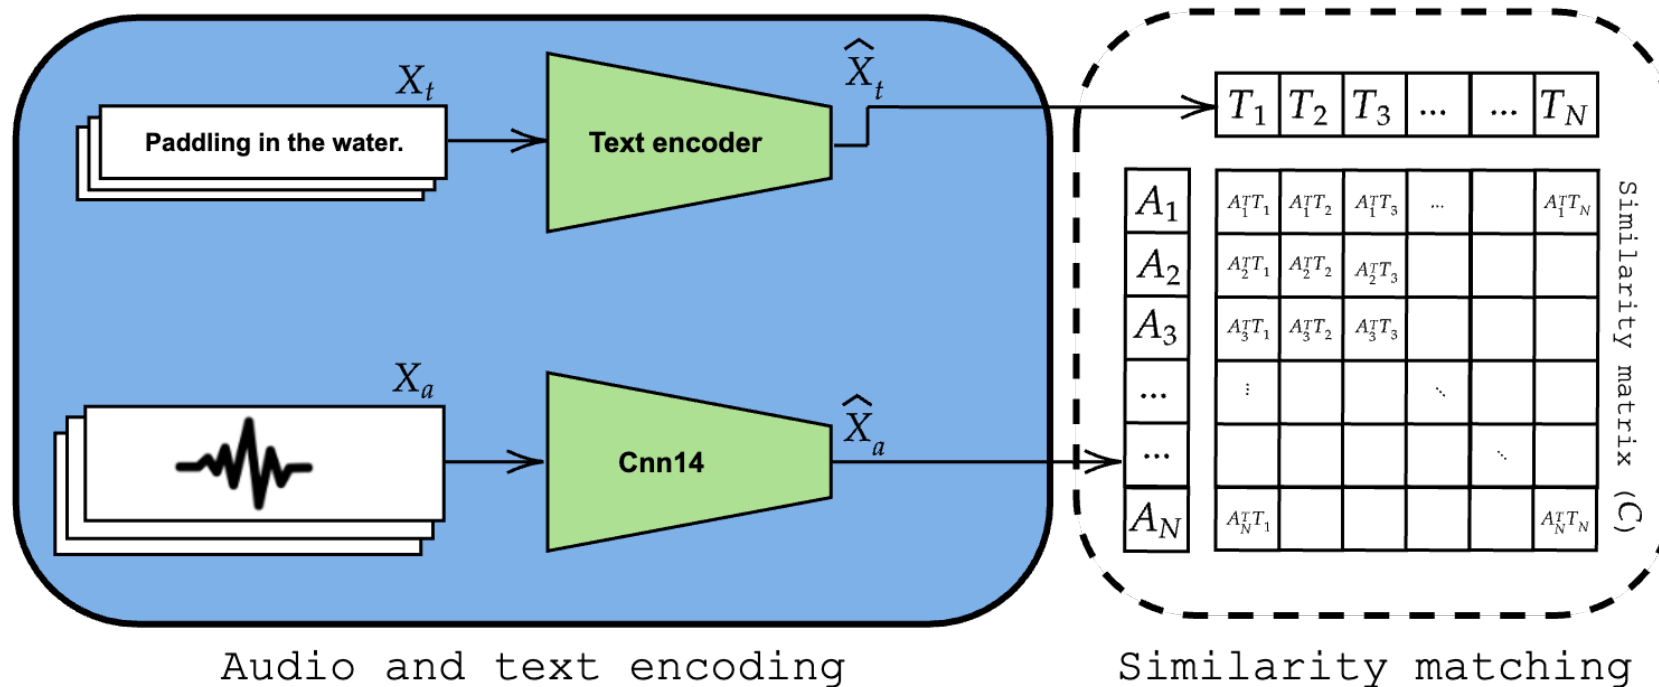 X_t
Paddling in the water.
Text encoder
\hat{X}_t
X_a
Cnn14
\hat{X}_a
Audio and text encoding
T_1 T_2 T_3 ... ... T_N
A_1
A_2
A_3
...
...
A_N
A_1^T T_1 A_1^T T_2 A_1^T T_3 ... A_1^T T_N
A_2^T T_1 A_2^T T_2 A_2^T T_3
A_3^T T_1 A_3^T T_2 A_3^T T_3
⋮ ⋱
⋱
A_N^T T_1 A_N^T T_N
Similarity matrix (C)
Similarity matching